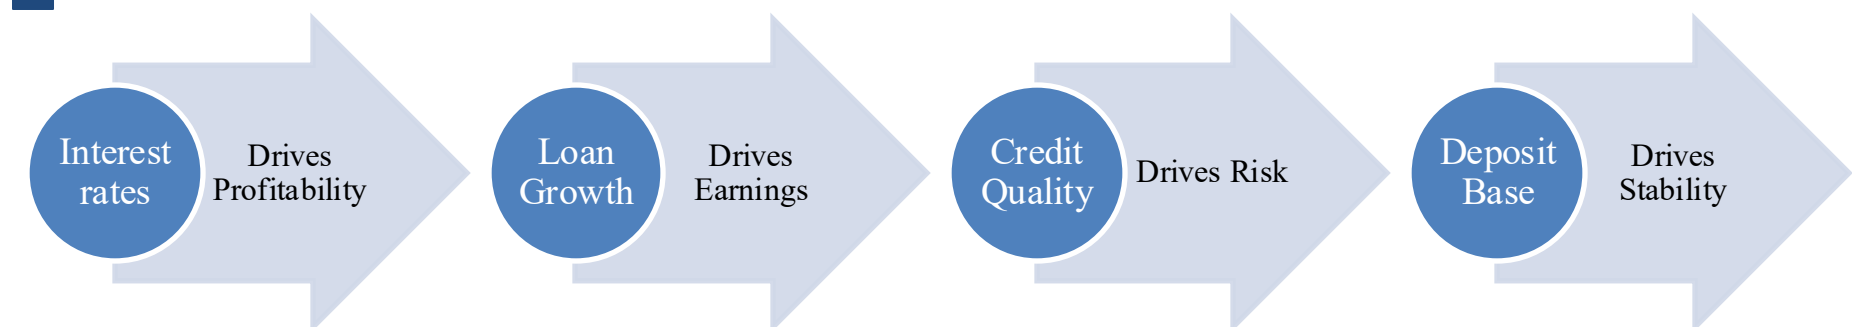 Interest
rates
Drives
Profitability
Loan
Growth
Drives
Earnings
Credit
Quality
Drives Risk
Deposit
Base
Drives
Stability